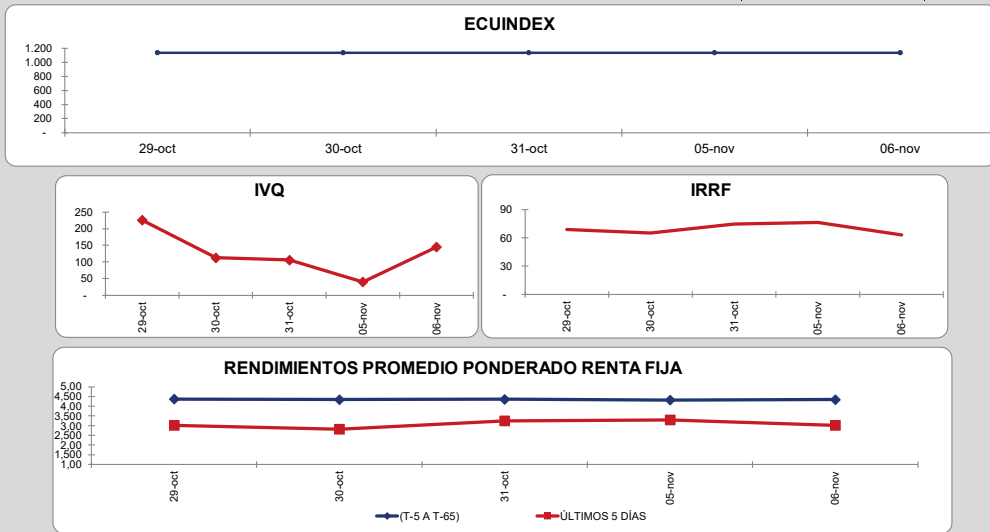 ECUINDEX
1.200
1.000
800
600
400
200
-
29-oct
30-oct
31-oct
05-nov
06-nov
IVQ
250
200
150
100
50
-
29-oct
30-oct
31-oct
05-nov
06-nov
IRRF
90
60
30
-
29-oct
30-oct
31-oct
05-nov
06-nov
RENDIMIENTOS PROMEDIO PONDERADO RENTA FIJA
5,00
4,500
4,00
3,500
3,00
2,500
2,00
1,500
1,00
29-oct
30-oct
31-oct
05-nov
06-nov
(T-5 A T-65)
ÚLTIMOS 5 DÍAS